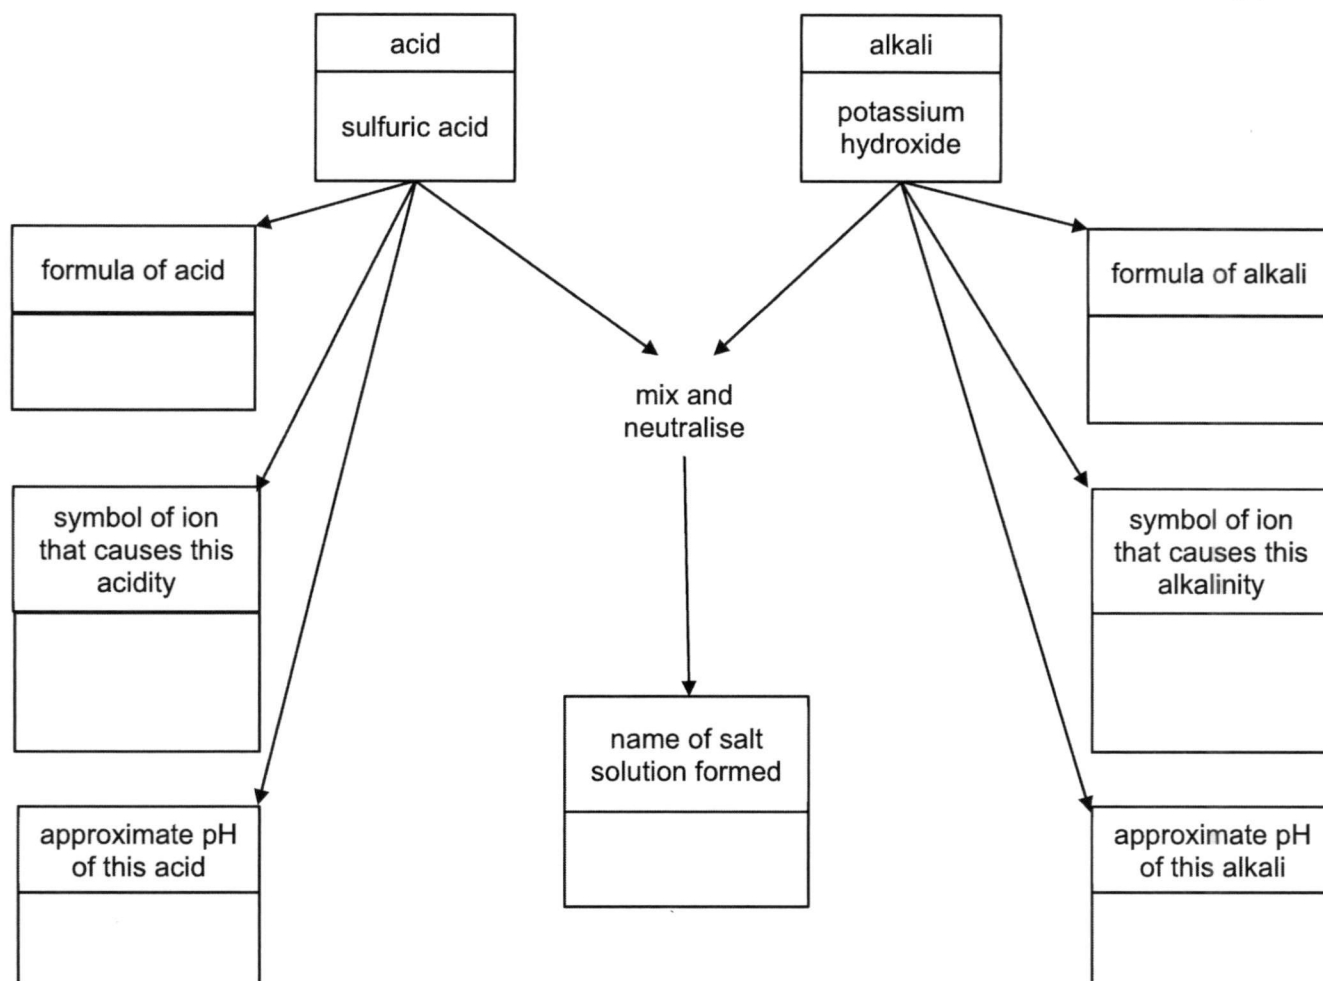 acid
sulfuric acid
alkali
potassium
hydroxide
formula of acid
formula of alkali
mix and
neutralise
symbol of ion
that causes this
acidity
symbol of ion
that causes this
alkalinity
name of salt
solution formed
approximate pH
of this acid
approximate pH
of this alkali